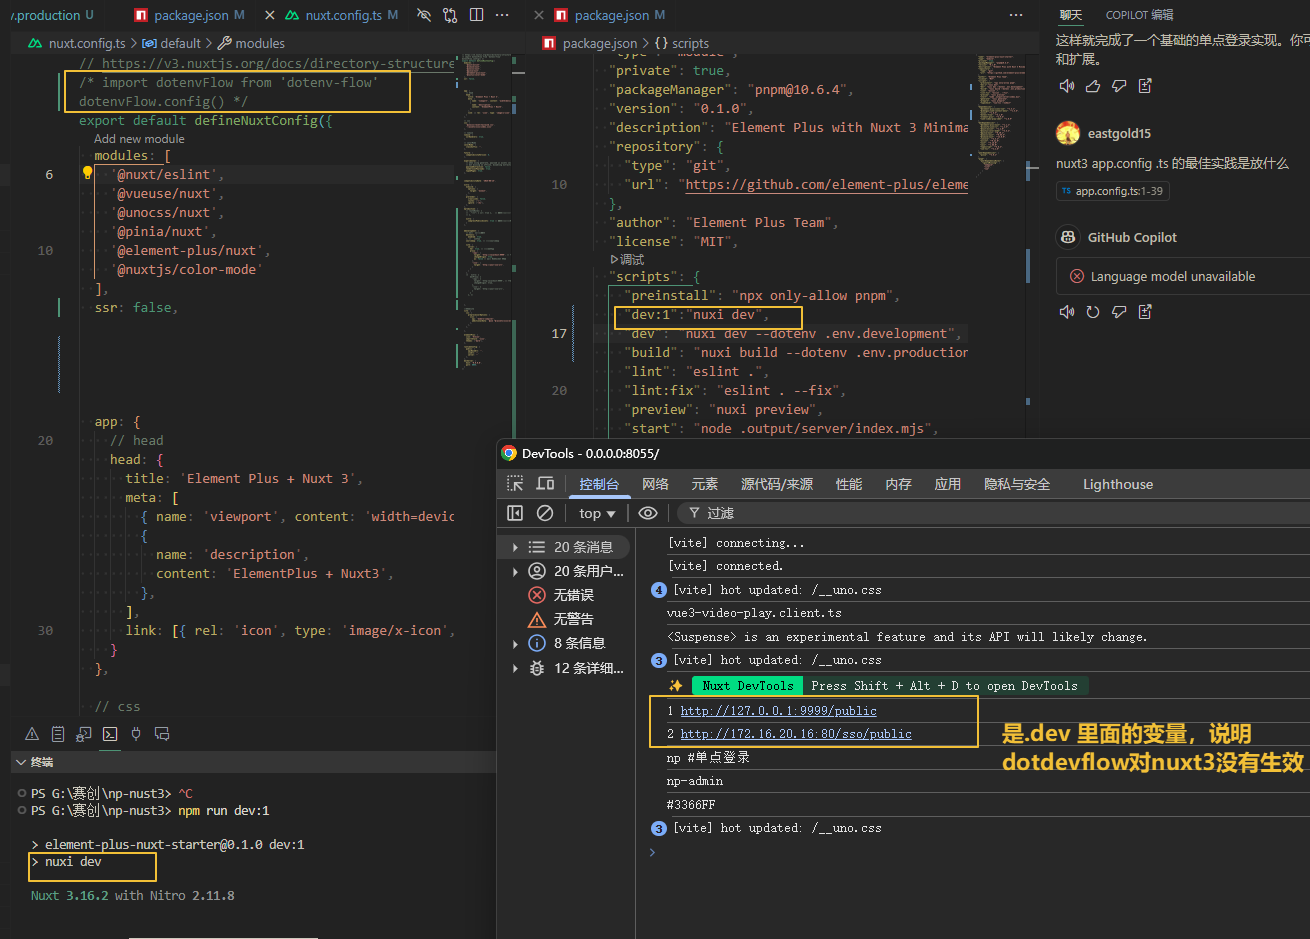 .production U
package.json M
nuxt.config.ts M
package.json M
聊天
COPILOT 编辑
nuxt.config.ts > default > modules
package.json > {} scripts
// https://v3.nuxtjs.org/docs/directory-structure
/* import dotenvFlow from 'dotenv-flow'
dotenvFlow.config() */
export default defineNuxtConfig({
Add new module
modules: [
6
'@nuxt/eslint',
'@vueuse/nuxt',
'@unocss/nuxt',
'@pinia/nuxt',
10
'@element-plus/nuxt',
'@nuxtjs/color-mode'
],
ssr: false,
app: {
20
// head
head: {
title: 'Element Plus + Nuxt 3',
meta: [
{ name: 'viewport', content: 'width=devic
{
name: 'description',
content: 'ElementPlus + Nuxt3',
},
],
30
link: [{ rel: 'icon', type: 'image/x-icon',
}
},
// css
"private": true,
"packageManager": "pnpm@10.6.4",
"version": "0.1.0",
"description": "Element Plus with Nuxt 3 Minima
"repository": {
"type": "git",
10
"url": "https://github.com/element-plus/eleme
},
"author": "Element Plus Team",
"license": "MIT",
调试
"scripts": {
"preinstall": "npx only-allow pnpm",
"dev:1":"nuxi dev",
17
"dev": "nuxi dev --dotenv .env.development",
"build": "nuxi build --dotenv .env.production
"lint": "eslint .",
20
"lint:fix": "eslint . --fix",
"preview": "nuxi preview",
"start": "node .output/server/index.mjs",
这样就完成了一个基础的单点登录实现。你可
和扩展。
eastgold15
nuxt3 app.config .ts 的最佳实践是放什么
TS app.config.ts:1-39
GitHub Copilot
Language model unavailable
DevTools - 0.0.0.0:8055/
控制台 网络 元素 源代码/来源 性能 内存 应用 隐私与安全 Lighthouse
top ▼
过滤
20 条消息
20 条用户...
无错误
无警告
8 条信息
12 条详细...
[vite] connecting...
[vite] connected.
4 [vite] hot updated: /__uno.css
vue3-video-play.client.ts
<Suspense> is an experimental feature and its API will likely change.
3 [vite] hot updated: /__uno.css
✨ Nuxt DevTools Press Shift + Alt + D to open DevTools
1 http://127.0.0.1:9999/public
2 http://172.16.20.16:80/sso/public
np #单点登录
np-admin
#3366FF
3 [vite] hot updated: /__uno.css
>
是.dev 里面的变量，说明
dotdevflow对nuxt3没有生效
终端
PS G:\赛创\np-nust3> ^C
PS G:\赛创\np-nust3> npm run dev:1
> element-plus-nuxt-starter@0.1.0 dev:1
> nuxi dev
Nuxt 3.16.2 with Nitro 2.11.8